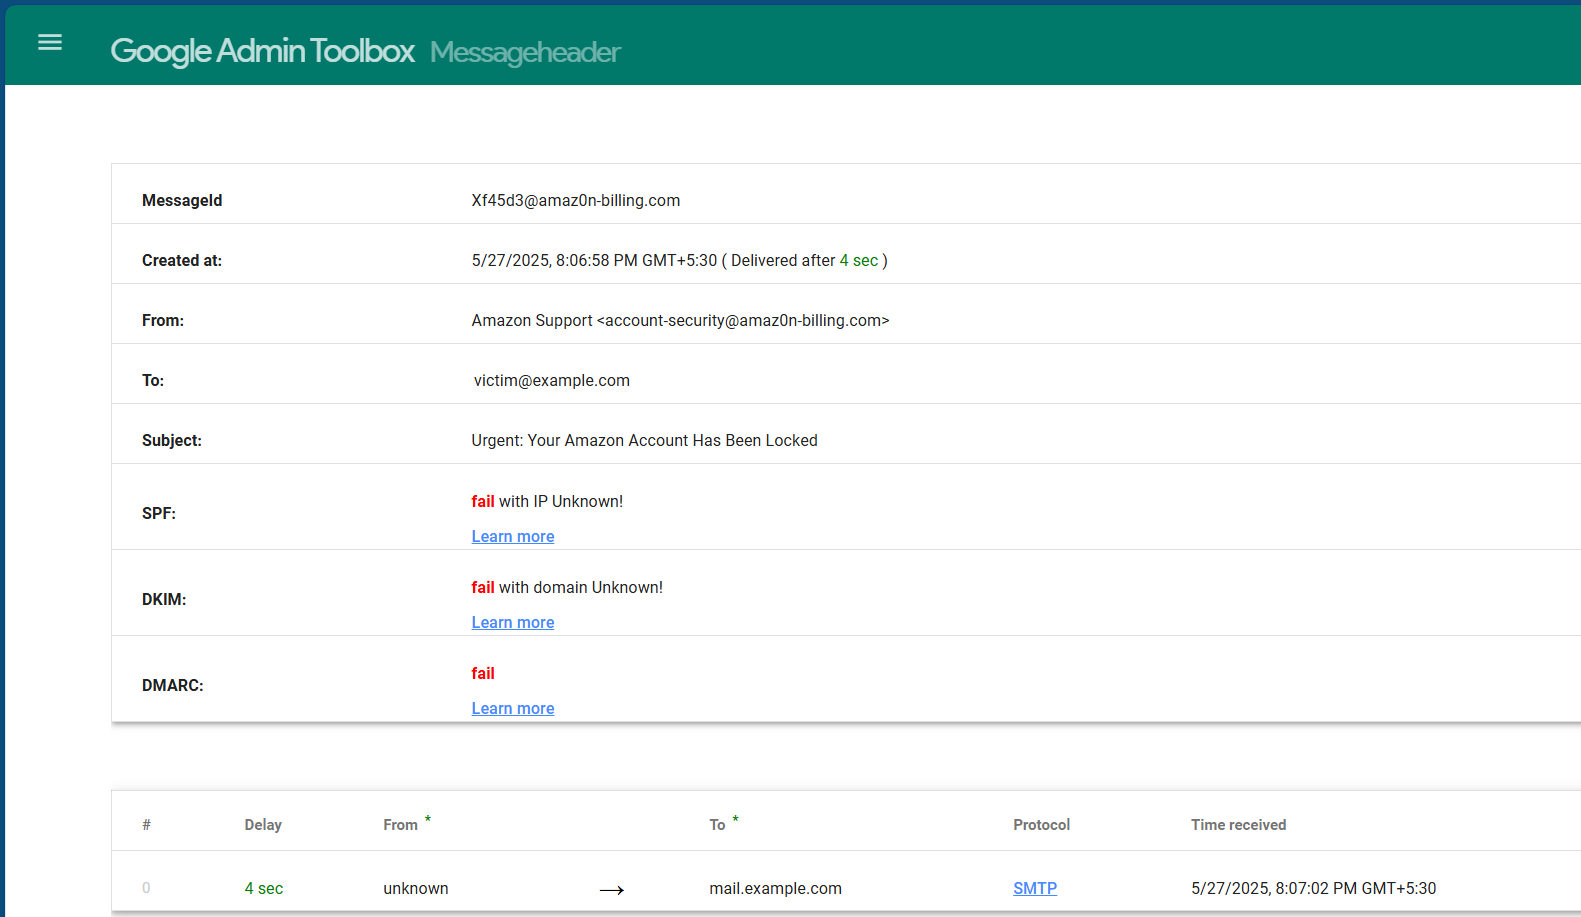 Google Admin Toolbox Messageheader
MessageId Xf45d3@amaz0n-billing.com
Created at: 5/27/2025, 8:06:58 PM GMT+5:30 ( Delivered after 4 sec )
From: Amazon Support <account-security@amaz0n-billing.com>
To: victim@example.com
Subject: Urgent: Your Amazon Account Has Been Locked
SPF: fail with IP Unknown!
Learn more
DKIM: fail with domain Unknown!
Learn more
DMARC: fail
Learn more
# Delay From * To * Protocol Time received
0 4 sec unknown → mail.example.com SMTP 5/27/2025, 8:07:02 PM GMT+5:30